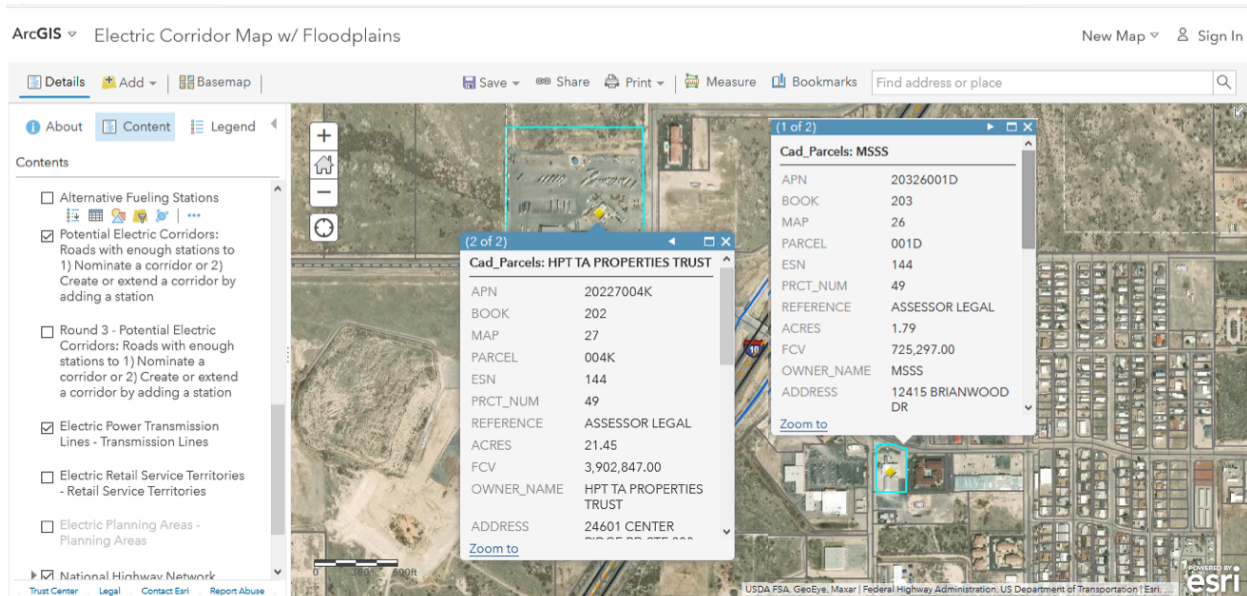 ArcGIS Electric Corridor Map w/ Floodplains New Map Sign In
Details Add Basemap Save Share Print Measure Bookmarks Find address or place
About Content Legend
Contents
Alternative Fueling Stations
Potential Electric Corridors:
Roads with enough stations to
1) Nominate a corridor or 2)
Create or extend a corridor by
adding a station
Round 3 - Potential Electric
Corridors: Roads with enough
stations to 1) Nominate a
corridor or 2) Create or extend
a corridor by adding a station
Electric Power Transmission
Lines - Transmission Lines
Electric Retail Service Territories
- Retail Service Territories
Electric Planning Areas -
Planning Areas
National Highway Network
Trust Center Legal Contact Esri Report Abuse
(2 of 2)
Cad_Parcels: HPT TA PROPERTIES TRUST
APN 20227004K
BOOK 202
MAP 27
PARCEL 004K
ESN 144
PRCT_NUM 49
REFERENCE ASSESSOR LEGAL
ACRES 21.45
FCV 3,902,847.00
OWNER_NAME HPT TA PROPERTIES
TRUST
ADDRESS 24601 CENTER
Zoom to
(1 of 2)
Cad_Parcels: MSSS
APN 20326001D
BOOK 203
MAP 26
PARCEL 001D
ESN 144
PRCT_NUM 49
REFERENCE ASSESSOR LEGAL
ACRES 1.79
FCV 725,297.00
OWNER_NAME MSSS
ADDRESS 12415 BRIANWOOD
DR
Zoom to
10
0 300 600ft
USDA FSA, GeoEye, Maxar | Federal Highway Administration, US Department of Transportation | Esri, ...
POWERED BY
esri